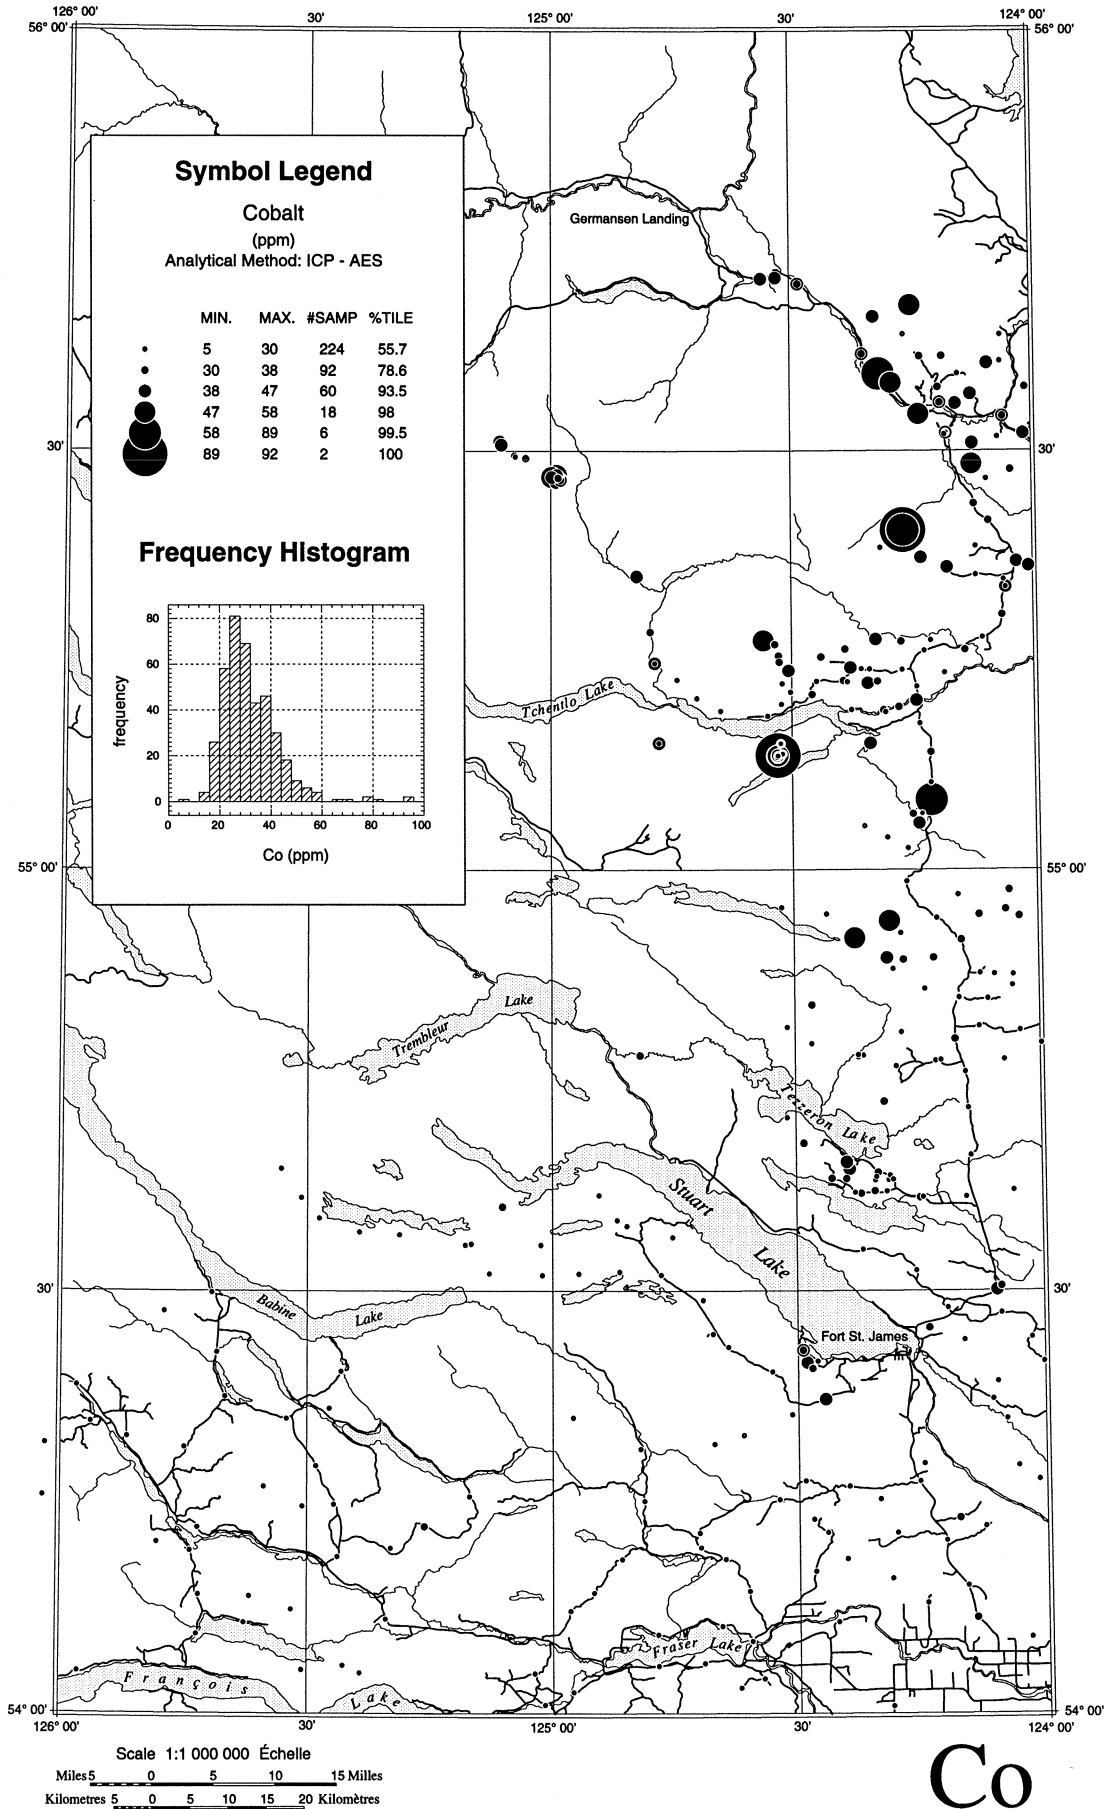 126° 00'
30'
125° 00'
30'
124° 00'
56° 00'
56° 00'
Symbol Legend
Cobalt
(ppm)
Analytical Method: ICP - AES
MIN. MAX. #SAMP %TILE
5 30 224 55.7
30 38 92 78.6
38 47 60 93.5
47 58 18 98
58 89 6 99.5
89 92 2 100
Germansen Landing
30'
30'
Frequency Histogram
frequency
80
60
40
20
0
0 20 40 60 80 100
Co (ppm)
Tchentlo Lake
55° 00'
55° 00'
Trembleur Lake
Tezzeron Lake
Stuart Lake
30'
30'
Babine Lake
Fort St. James
Fraser Lake
François Lake
54° 00'
54° 00'
126° 00'
30'
125° 00'
30'
124° 00'
Scale 1:1 000 000 Échelle
Miles 5 0 5 10 15 Milles
Kilometres 5 0 5 10 15 20 Kilomètres
Co